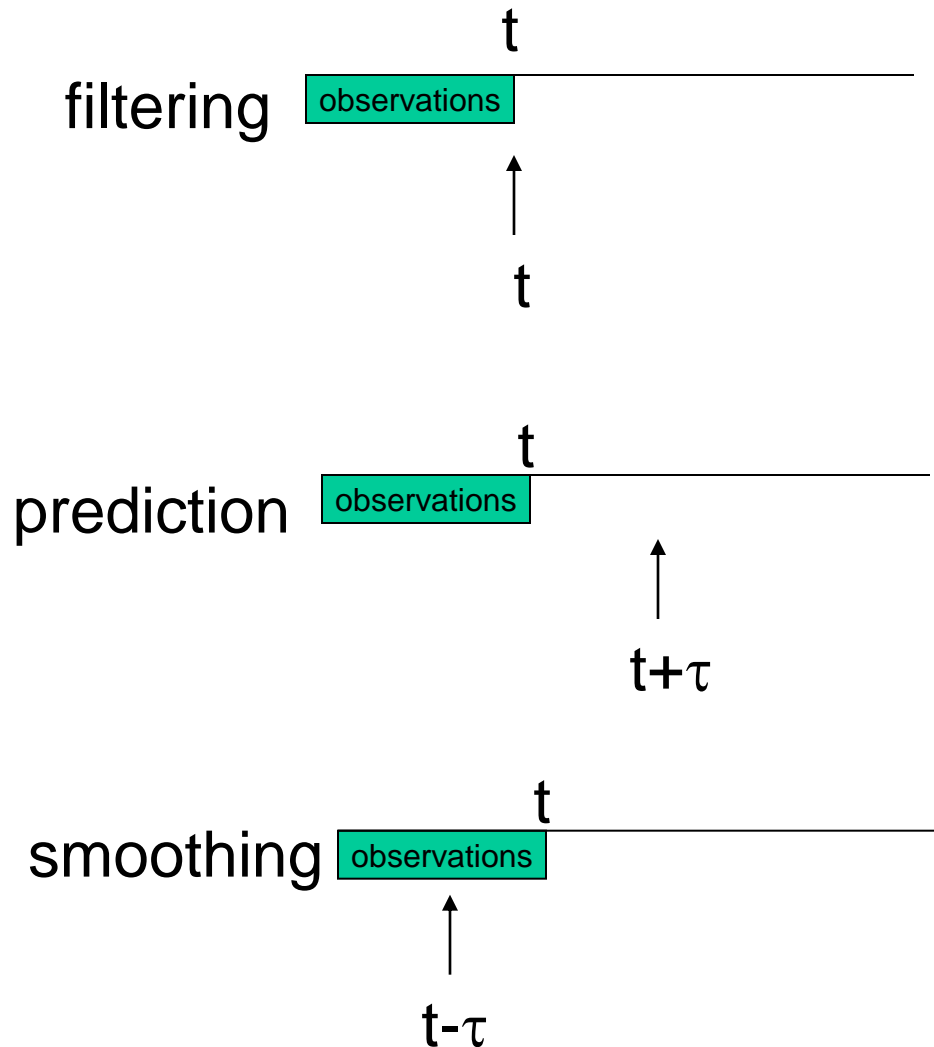 t
filtering observations
t
t
prediction observations
t+τ
t
smoothing observations
t-τ